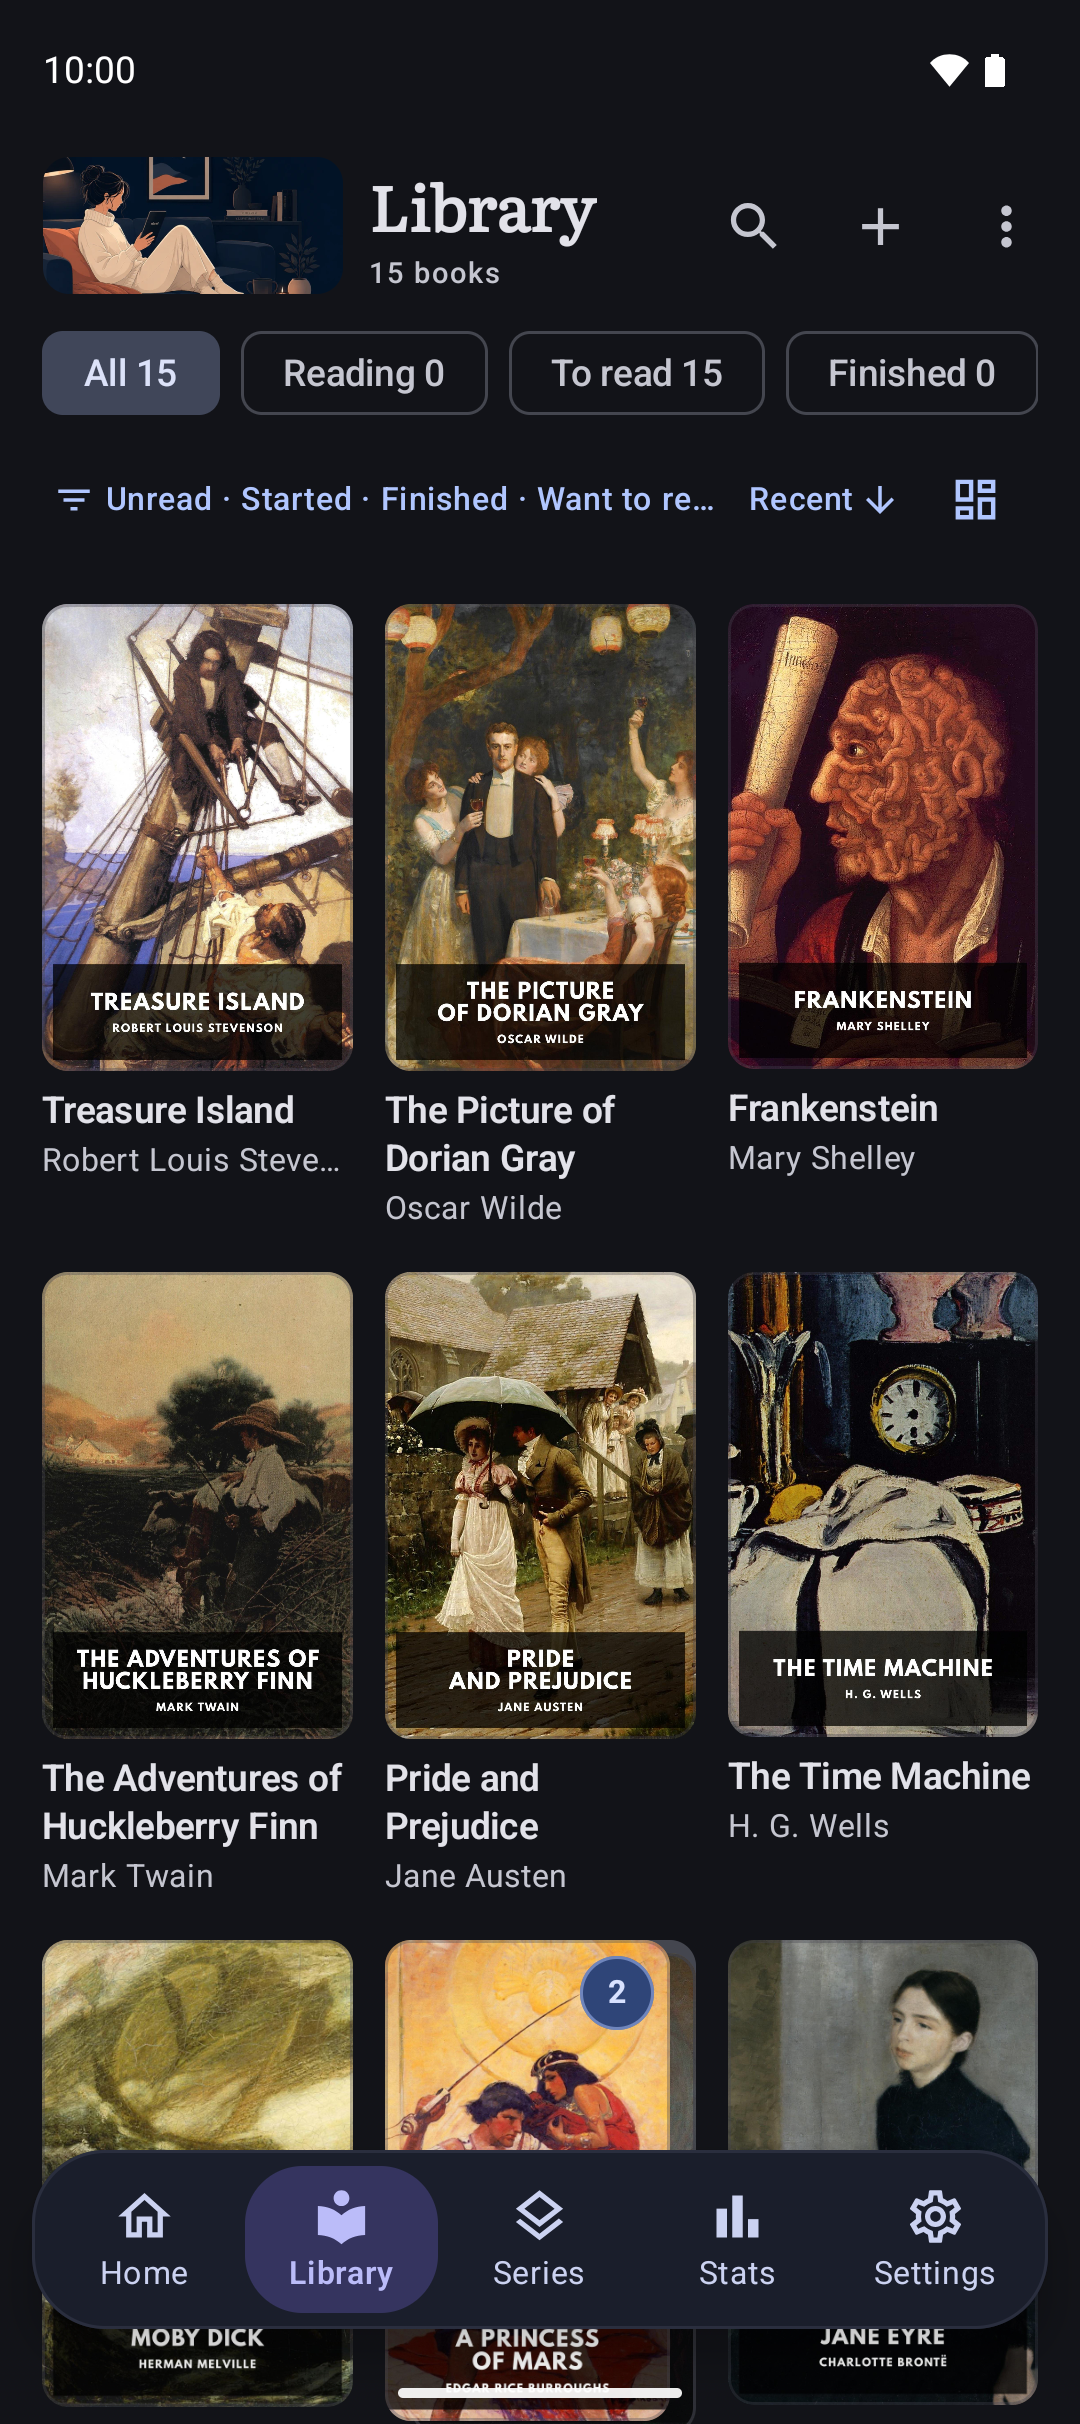 10:00
Library
15 books
All 15
Reading 0
To read 15
Finished 0
Unread · Started · Finished · Want to re...
Recent
TREASURE ISLAND
ROBERT LOUIS STEVENSON
THE PICTURE
OF DORIAN GRAY
OSCAR WILDE
FRANKENSTEIN
MARY SHELLEY
Treasure Island
Robert Louis Steve...
The Picture of
Dorian Gray
Oscar Wilde
Frankenstein
Mary Shelley
THE ADVENTURES OF
HUCKLEBERRY FINN
MARK TWAIN
PRIDE
AND PREJUDICE
JANE AUSTEN
THE TIME MACHINE
H. G. WELLS
The Adventures of
Huckleberry Finn
Mark Twain
Pride and
Prejudice
Jane Austen
The Time Machine
H. G. Wells
2
Home
Library
Series
Stats
Settings
MOBY DICK
HERMAN MELVILLE
A PRINCESS
OF MARS
EDGAR RICE BURROUGHS
JANE EYRE
CHARLOTTE BRONTË